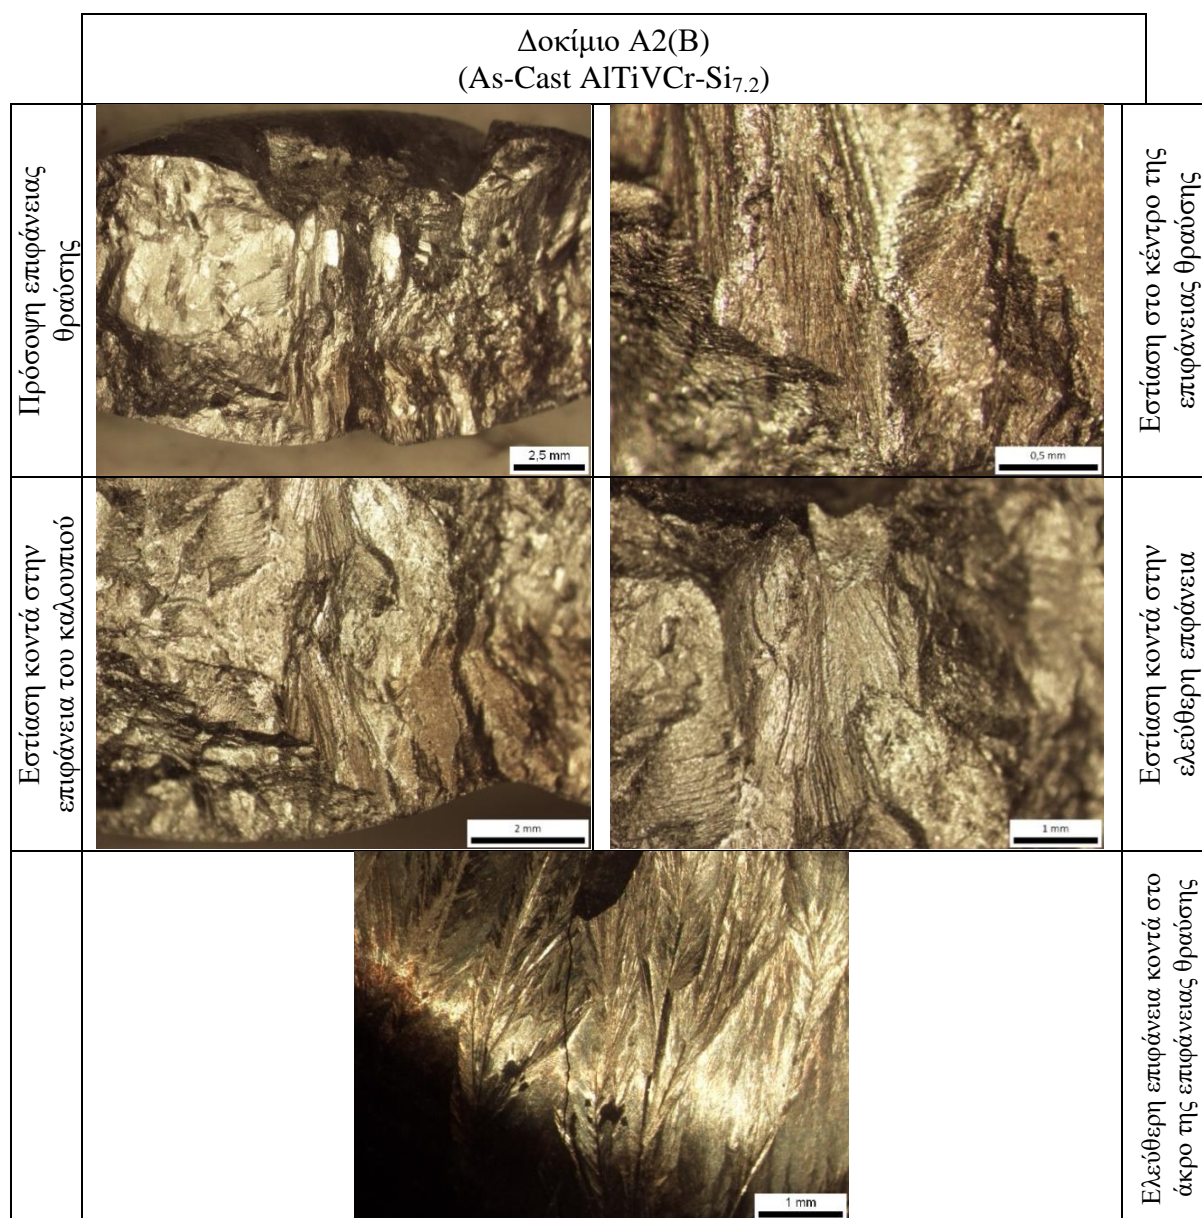 Δοκίμιο Α2(Β)
(As-Cast AlTiVCr-Si7.2)
Πρόσοψη επιφάνειας
θραύσης
2,5 mm
0,5 mm
Εστίαση στο κέντρο της
επιφάνειας θραύσης
Εστίαση κοντά στην
επιφάνεια του καλουπιού
2 mm
1 mm
Εστίαση κοντά στην
ελεύθερη επιφάνεια
1 mm
Ελεύθερη επιφάνεια κοντά στο
άκρο της επιφάνειας θραύσης